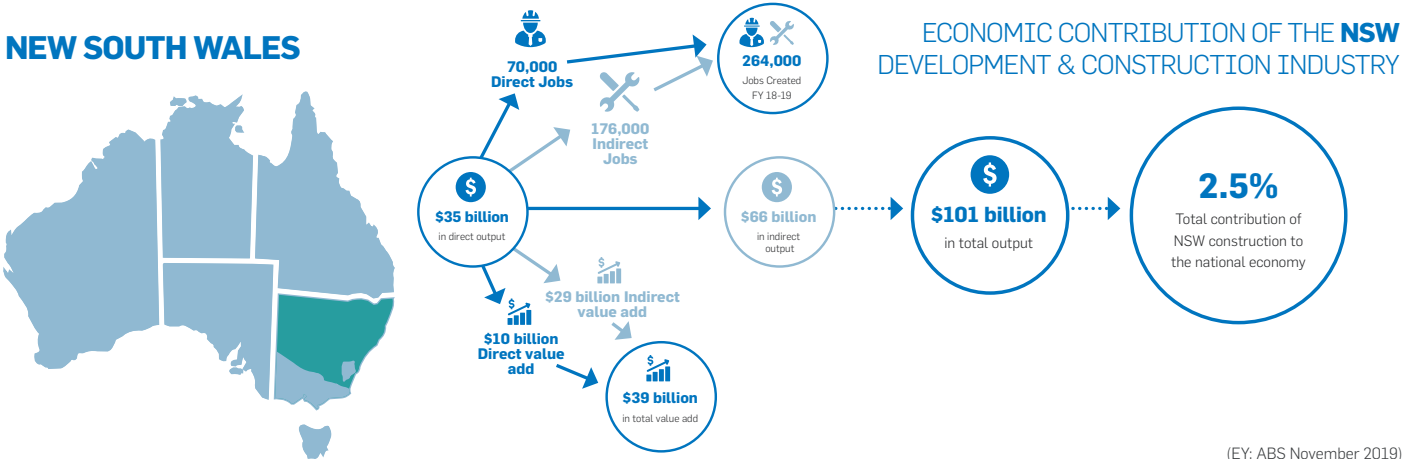 NEW SOUTH WALES
ECONOMIC CONTRIBUTION OF THE NSW
DEVELOPMENT & CONSTRUCTION INDUSTRY
70,000
Direct Jobs
176,000
Indirect
Jobs
264,000
Jobs Created
FY 18-19
$
$35 billion
in direct output
$
$66 billion
in indirect
output
$
$101 billion
in total output
2.5%
Total contribution of
NSW construction to
the national economy
$
$29 billion Indirect
value add
$
$10 billion
Direct value
add
$
$39 billion
in total value add
(EY: ABS November 2019)